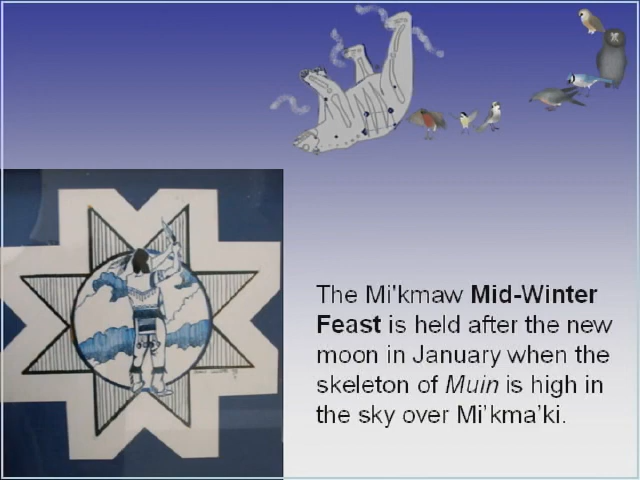 The Mi'kmaw Mid-Winter
Feast is held after the new
moon in January when the
skeleton of Muin is high in
the sky over Mi'kma'ki.